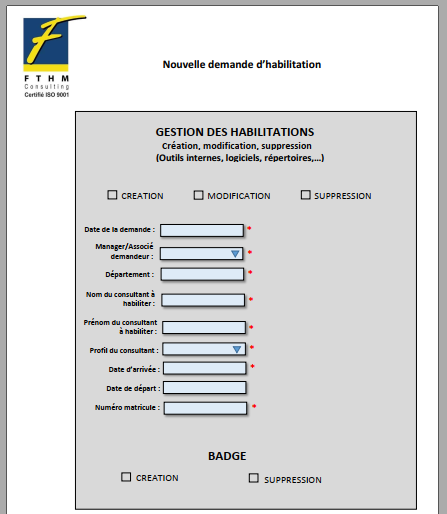 F T H M
Consulting
Certifié ISO 9001
Nouvelle demande d'habilitation
GESTION DES HABILITATIONS
Création, modification, suppression
(Outils internes, logiciels, répertoires,...)
CREATION MODIFICATION SUPPRESSION
Date de la demande : *
Manager/Associé
demandeur : *
Département : *
Nom du consultant à
habiliter : *
Prénom du consultant
à habiliter : *
Profil du consultant : *
Date d'arrivée : *
Date de départ :
Numéro matricule : *
BADGE
CREATION SUPPRESSION